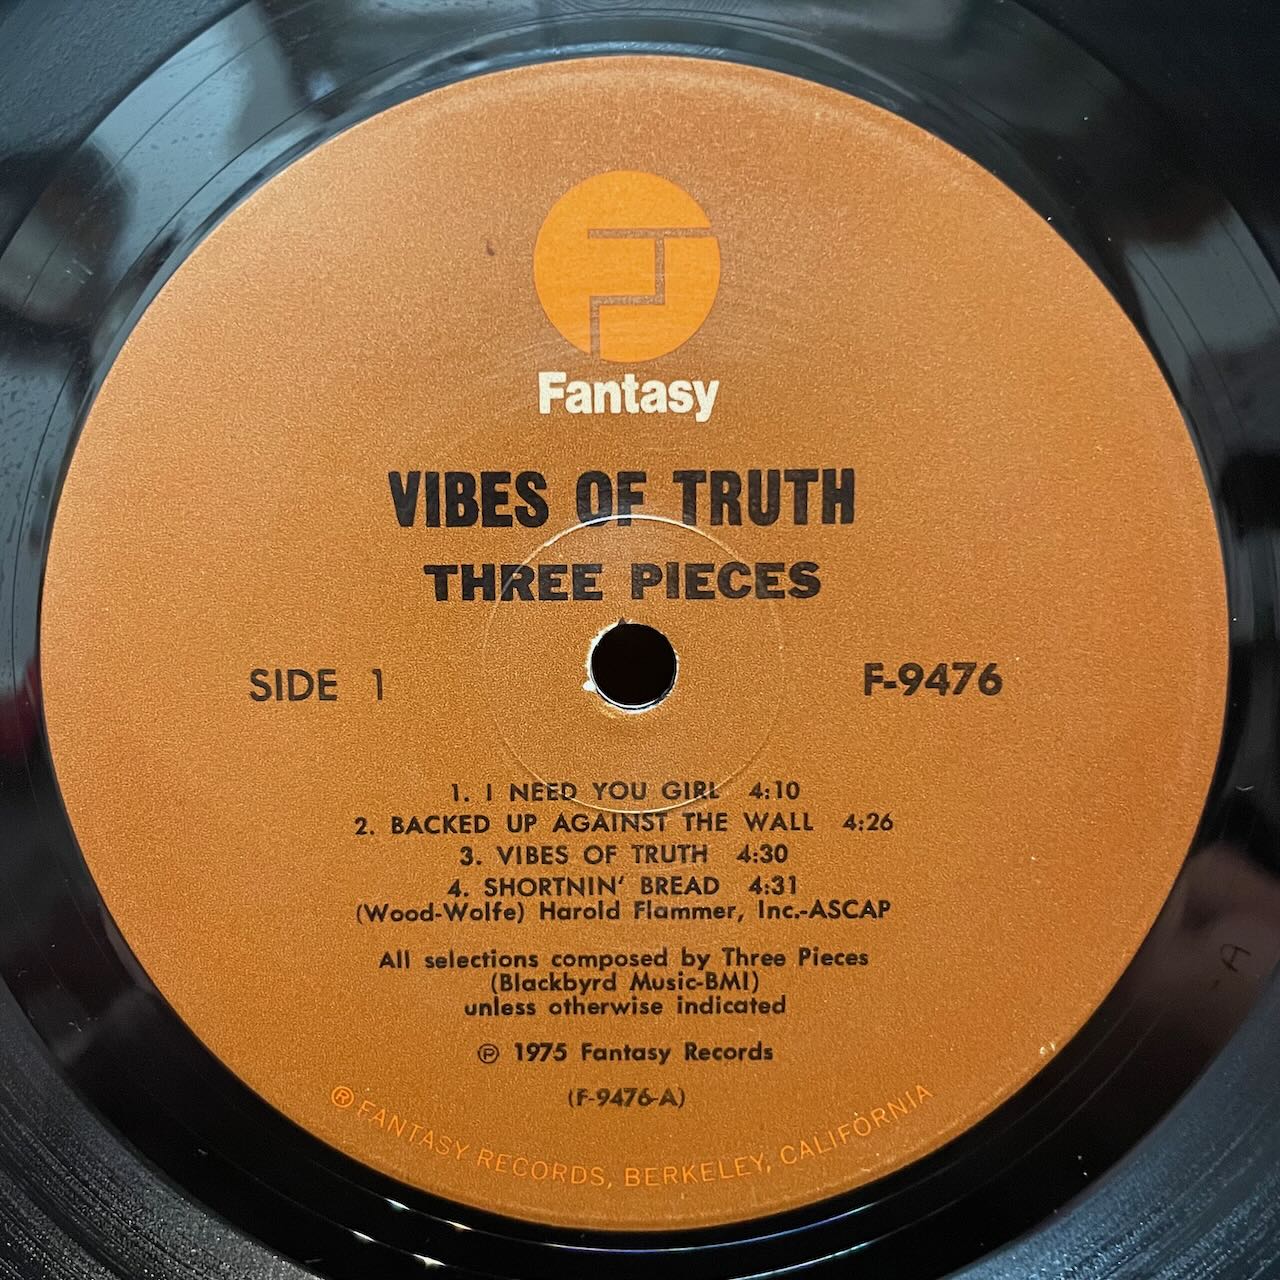 Fantasy
VIBES OF TRUTH
THREE PIECES
SIDE 1
F-9476
1. I NEED YOU GIRL 4:10
2. BACKED UP AGAINST THE WALL 4:26
3. VIBES OF TRUTH 4:30
4. SHORTNIN' BREAD 4:31
(Wood-Wolfe) Harold Flammer, Inc.-ASCAP
All selections composed by Three Pieces
(Blackbyrd Music-BMI)
unless otherwise indicated
℗ 1975 Fantasy Records
(F-9476-A)
® FANTASY RECORDS, BERKELEY, CALIFORNIA
A